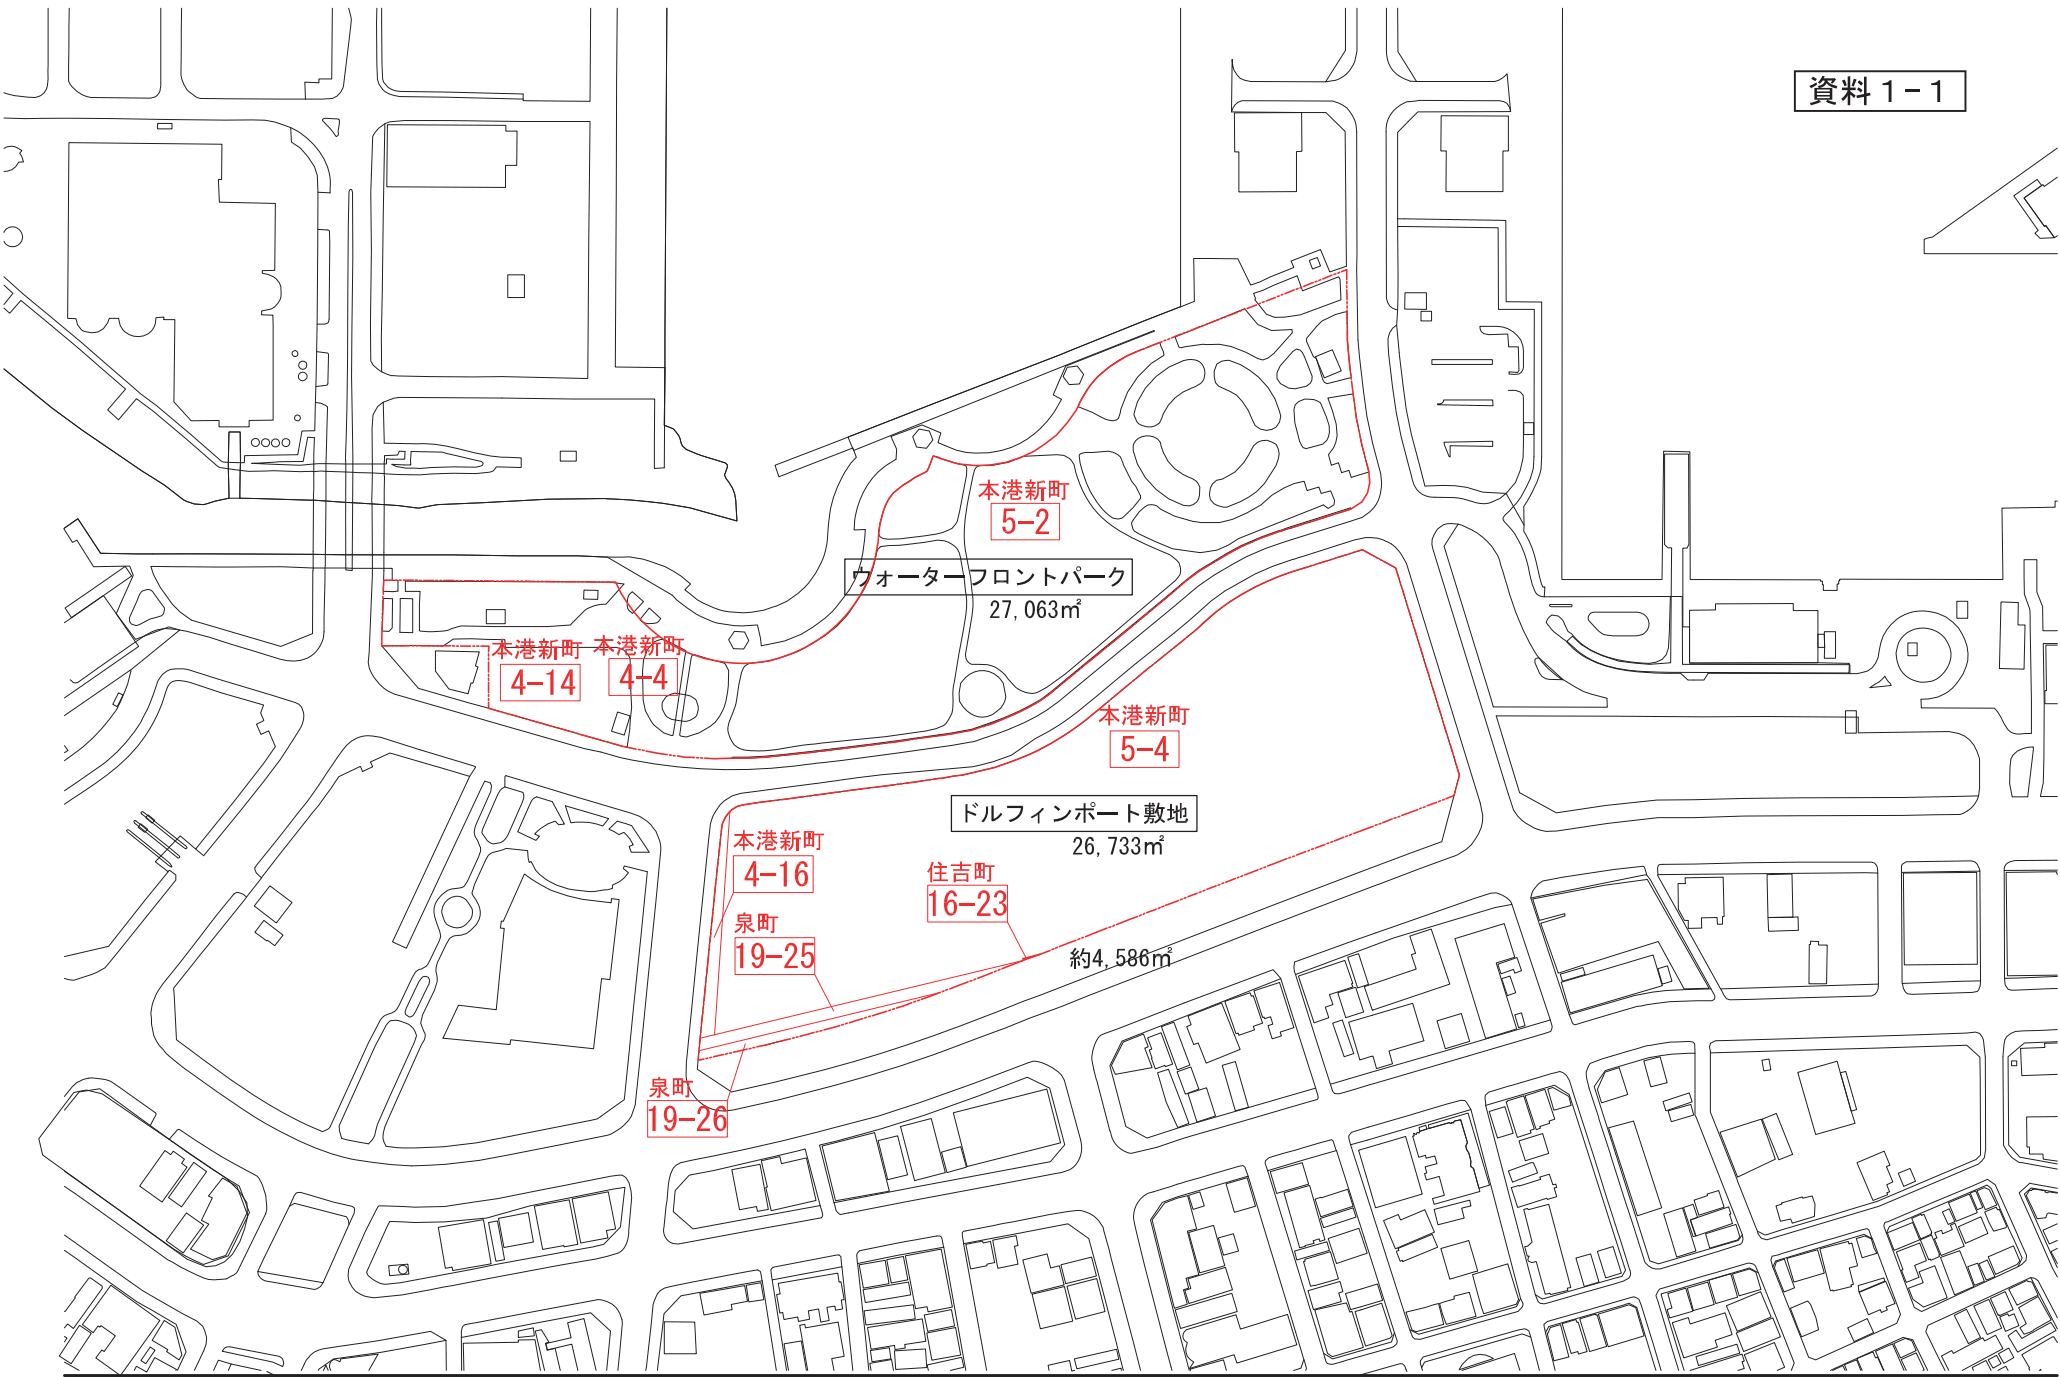 資料1-1
本港新町
5-2
ウォーターフロントパーク
27,063㎡
本港新町
4-14
本港新町
4-4
本港新町
5-4
ドルフィンポート敷地
26,733㎡
本港新町
4-16
住吉町
16-23
泉町
19-25
約4,586㎡
泉町
19-26